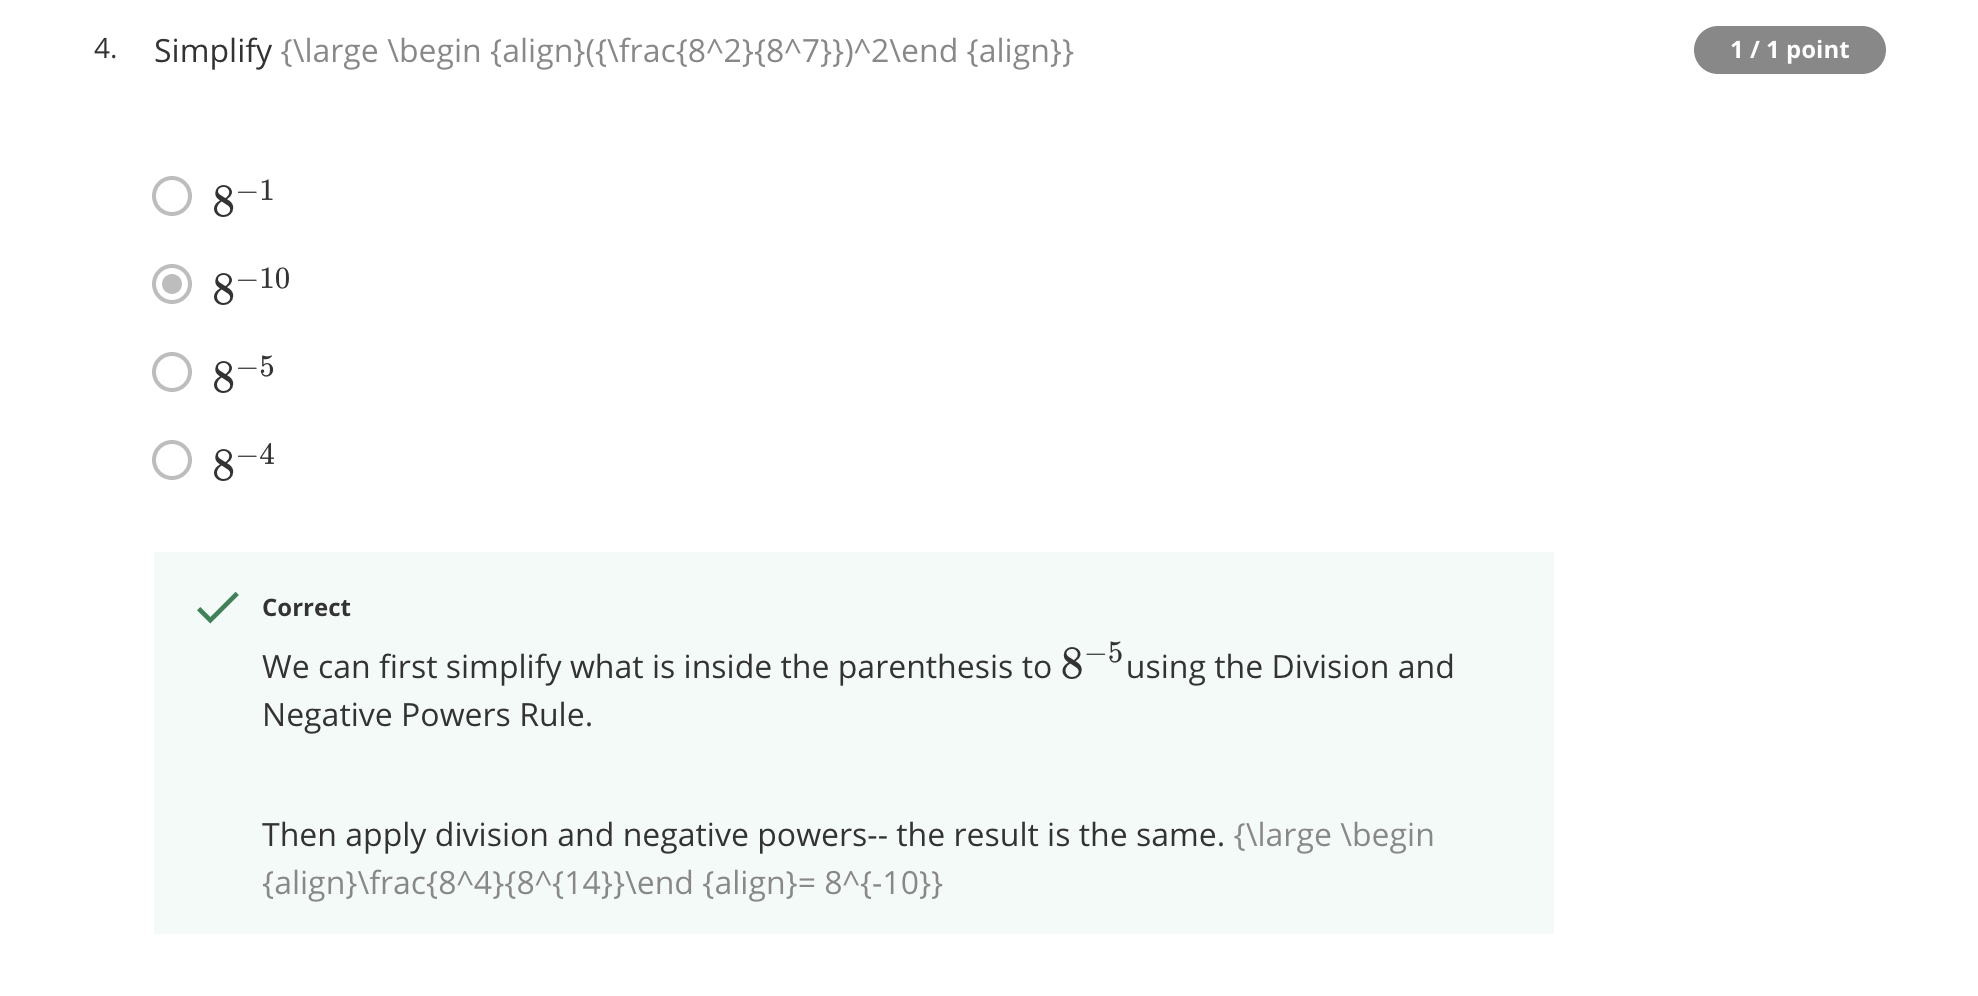 4. Simplify {\large \begin {align}({\frac{8^2}{8^7}})^2\end {align}}
1 / 1 point
8⁻¹
8⁻¹⁰
8⁻⁵
8⁻⁴
Correct
We can first simplify what is inside the parenthesis to 8⁻⁵using the Division and
Negative Powers Rule.
Then apply division and negative powers-- the result is the same. {\large \begin
{align}\frac{8^4}{8^{14}}\end {align}= 8^{-10}}